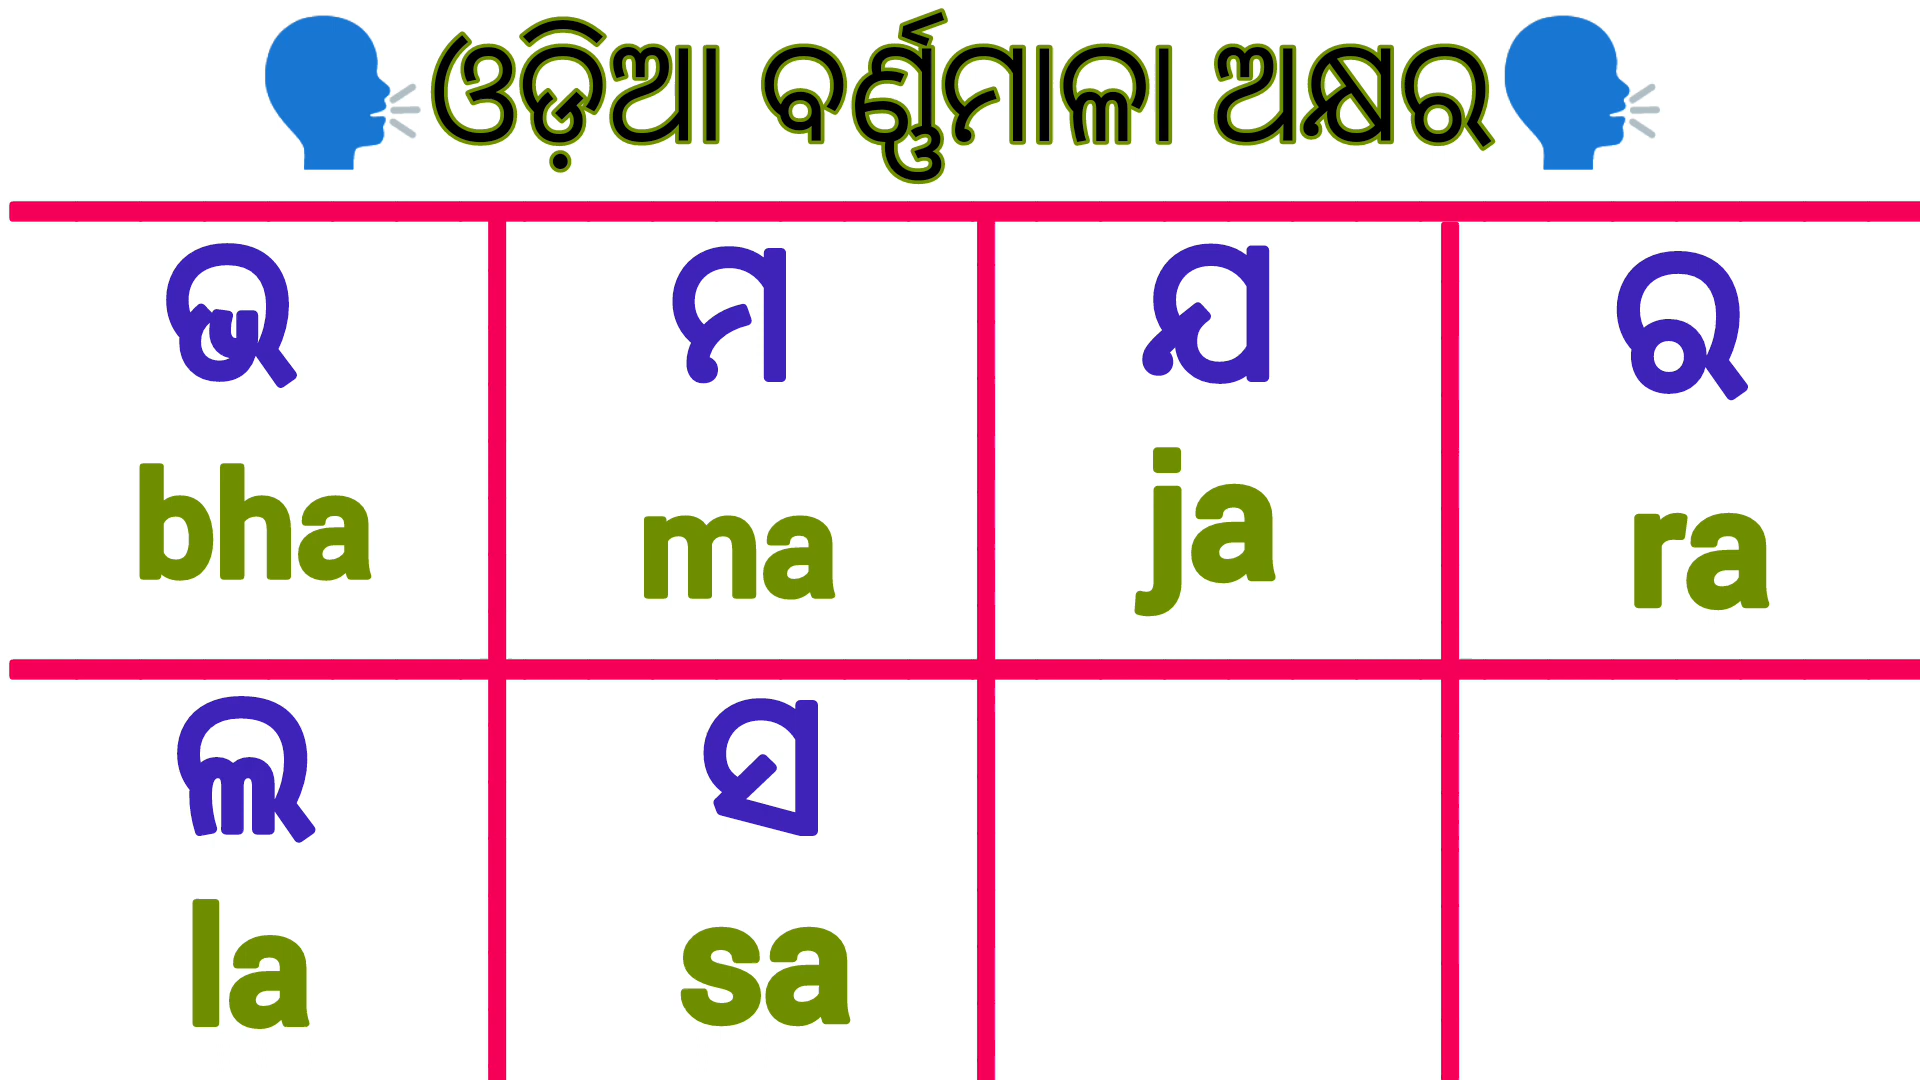 ଓଡ଼ିଆ ବର୍ଣ୍ଣମାଳା ଅକ୍ଷର
ଭ ମ ଯ ର
bha ma ja ra
ଲ ସ
la sa